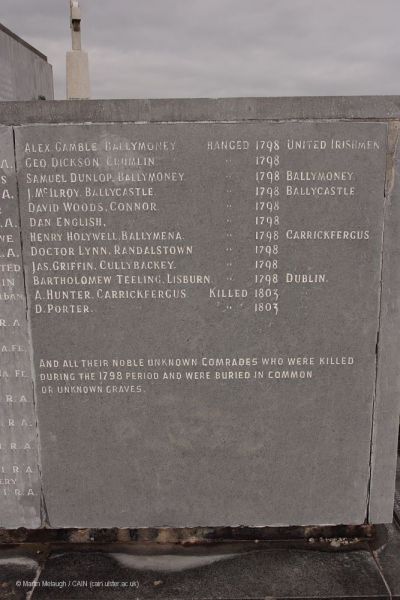 ALEX GAMBLE, BALLYMONEY HANGED 1798 UNITED IRISHMEN
GEO DICKSON, CRUMLIN " 1798
SAMUEL DUNLOP, BALLYMONEY. " 1798 BALLYMONEY.
J. McILROY. BALLYCASTLE. " 1798 BALLYCASTLE
DAVID WOODS, CONNOR. " 1798
DAN ENGLISH, " 1798
HENRY HOLYWELL, BALLYMENA. " 1798 CARRICKFERGUS
DOCTOR LYNN, RANDALSTOWN " 1798
JAS. GRIFFIN. CULLYBACKEY. " 1798
BARTHOLOMEW TEELING, LISBURN. " 1798 DUBLIN.
A. HUNTER, CARRICKFERGUS KILLED 1803
D. PORTER. " 1803
AND ALL THEIR NOBLE UNKNOWN COMRADES WHO WERE KILLED
DURING THE 1798 PERIOD AND WERE BURIED IN COMMON
OR UNKNOWN GRAVES.
© Martin Melaugh / CAIN (cain.ulster.ac.uk)